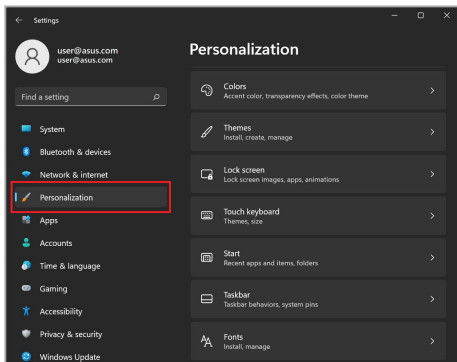 Settings
user@asus.com
user@asus.com
Find a setting
System
Bluetooth & devices
Network & internet
Personalization
Apps
Accounts
Time & language
Gaming
Accessibility
Privacy & security
Windows Update
Personalization
Colors
Accent color, transparency effects, color theme
Themes
Install, create, manage
Lock screen
Lock screen images, apps, animations
Touch keyboard
Themes, size
Start
Recent apps and items, folders
Taskbar
Taskbar behaviors, system pins
Fonts
Install, manage